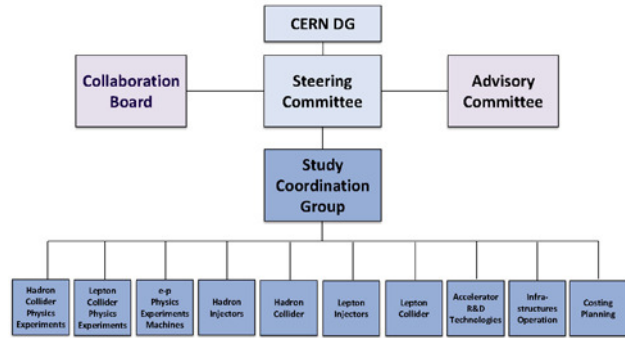 CERN DG
Collaboration
Board
Steering
Committee
Advisory
Committee
Study
Coordination
Group
Hadron
Collider
Physics
Experiments
Lepton
Collider
Physics
Experiments
e-p
Physics
Experiments
Machines
Hadron
Injectors
Hadron
Collider
Lepton
Injectors
Lepton
Collider
Accelerator
R&D
Technologies
Infra-
structures
Operation
Costing
Planning